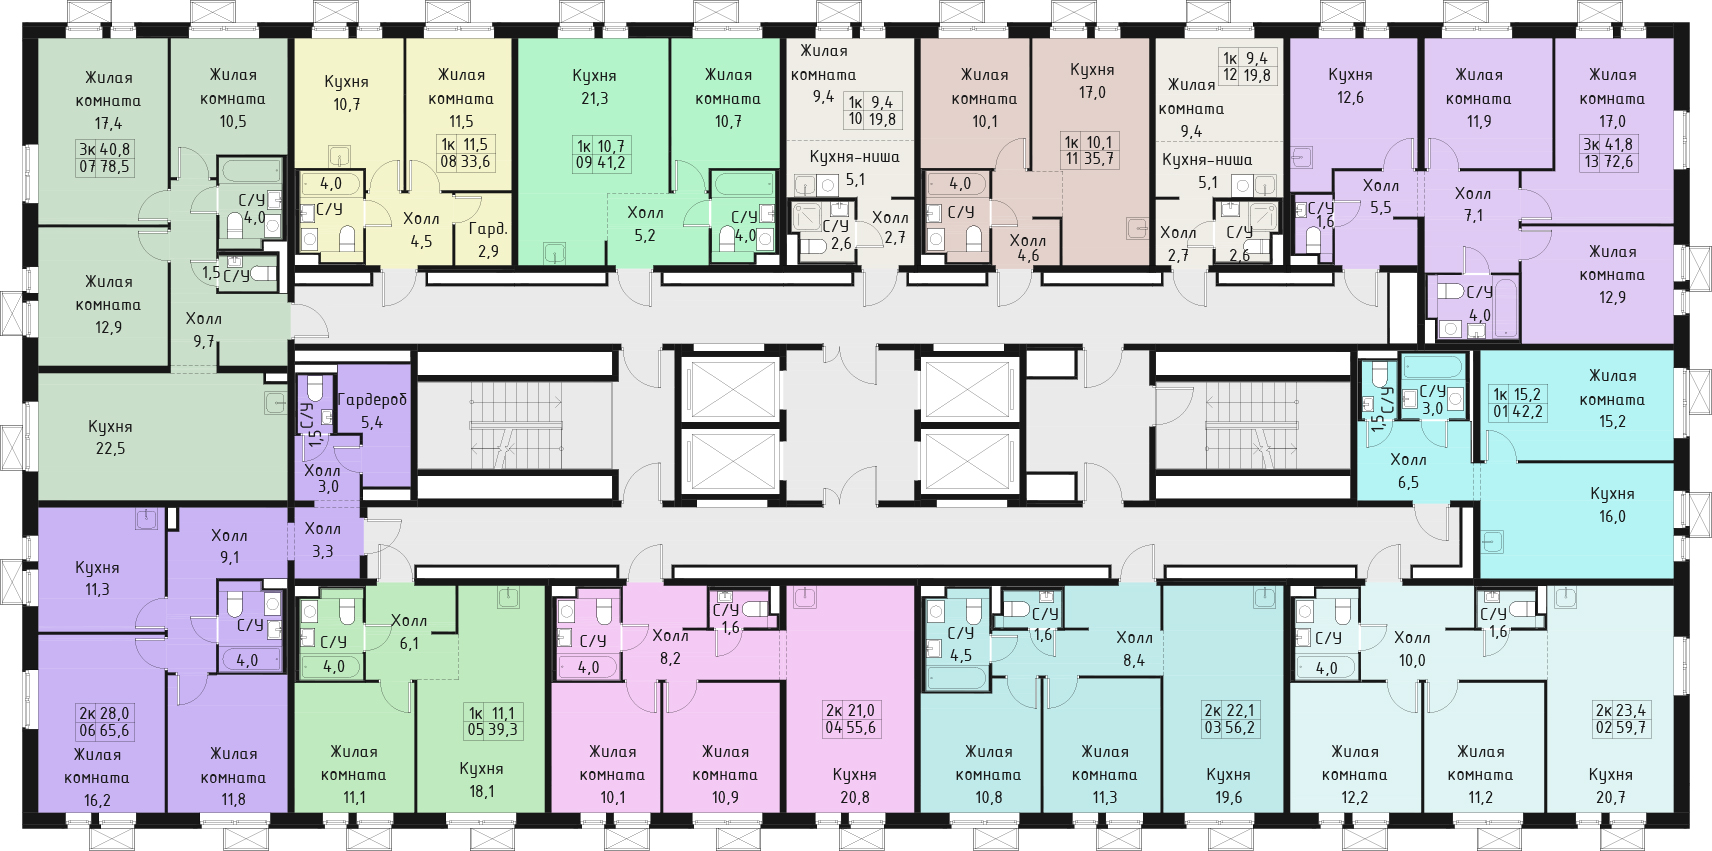 Жилая
комната
17,4
3к 40,8
07 78,5
Жилая
комната
10,5
С/У
4,0
1,5
С/У
Жилая
комната
12,9
Холл
9,7
Кухня
22,5
Кухня
10,7
Жилая
комната
11,5
1к 11,5
08 33,6
4,0
С/У
Холл
4,5
Гард.
2,9
Кухня
21,3
1к 10,7
09 41,2
Жилая
комната
10,7
Холл
5,2
С/У
4,0
Жилая
комната
9,4
1к 9,4
10 19,8
Кухня-ниша
5,1
С/У
2,6
Холл
2,7
Жилая
комната
10,1
Кухня
17,0
1к 10,1
11 35,7
4,0
С/У
Холл
4,6
1к 9,4
12 19,8
Жилая
комната
9,4
Кухня-ниша
5,1
Холл
2,7
С/У
2,6
Кухня
12,6
Жилая
комната
11,9
Жилая
комната
17,0
3к 41,8
13 72,6
С/У
1,6
Холл
5,5
Холл
7,1
С/У
4,0
Жилая
комната
12,9
Гардероб
5,4
С/У
1,5
Холл
3,0
Холл
3,3
С/У
1,5
С/У
3,0
Холл
6,5
1к 15,2
01 42,2
Жилая
комната
15,2
Кухня
16,0
Кухня
11,3
Холл
9,1
С/У
4,0
2к 28,0
06 65,6
Жилая
комната
16,2
Жилая
комната
11,8
С/У
4,0
Холл
6,1
1к 11,1
05 39,3
Жилая
комната
11,1
Кухня
18,1
С/У
4,0
Холл
8,2
С/У
1,6
2к 21,0
04 55,6
Жилая
комната
10,1
Жилая
комната
10,9
Кухня
20,8
С/У
4,5
С/У
1,6
Холл
8,4
2к 22,1
03 56,2
Жилая
комната
10,8
Жилая
комната
11,3
Кухня
19,6
С/У
4,0
Холл
10,0
С/У
1,6
2к 23,4
02 59,7
Жилая
комната
12,2
Жилая
комната
11,2
Кухня
20,7